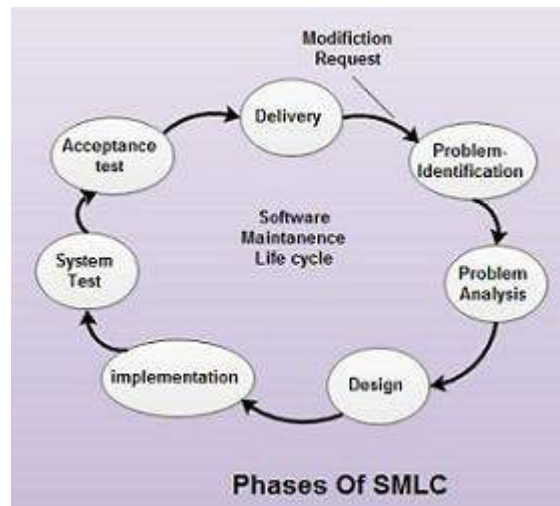 Modifiction
Request
Delivery
Problem-
Identification
Problem
Analysis
Design
implementation
System
Test
Acceptance
test
Software
Maintanence
Life cycle
Phases Of SMLC